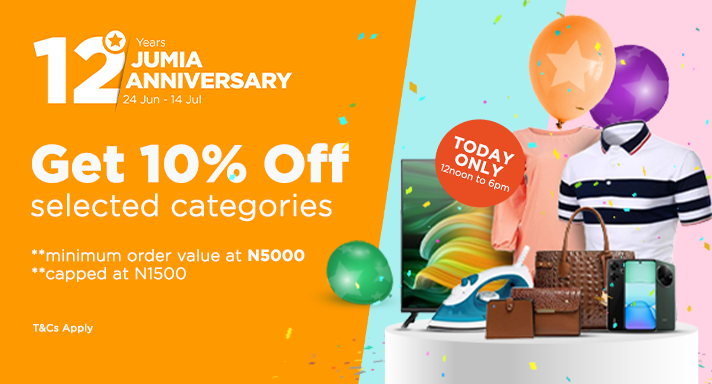 12 Years
JUMIA
ANNIVERSARY
24 Jun - 14 Jul
Get 10% Off
selected categories
**minimum order value at N5000
**capped at N1500
T&Cs Apply
TODAY
ONLY
12noon to 6pm